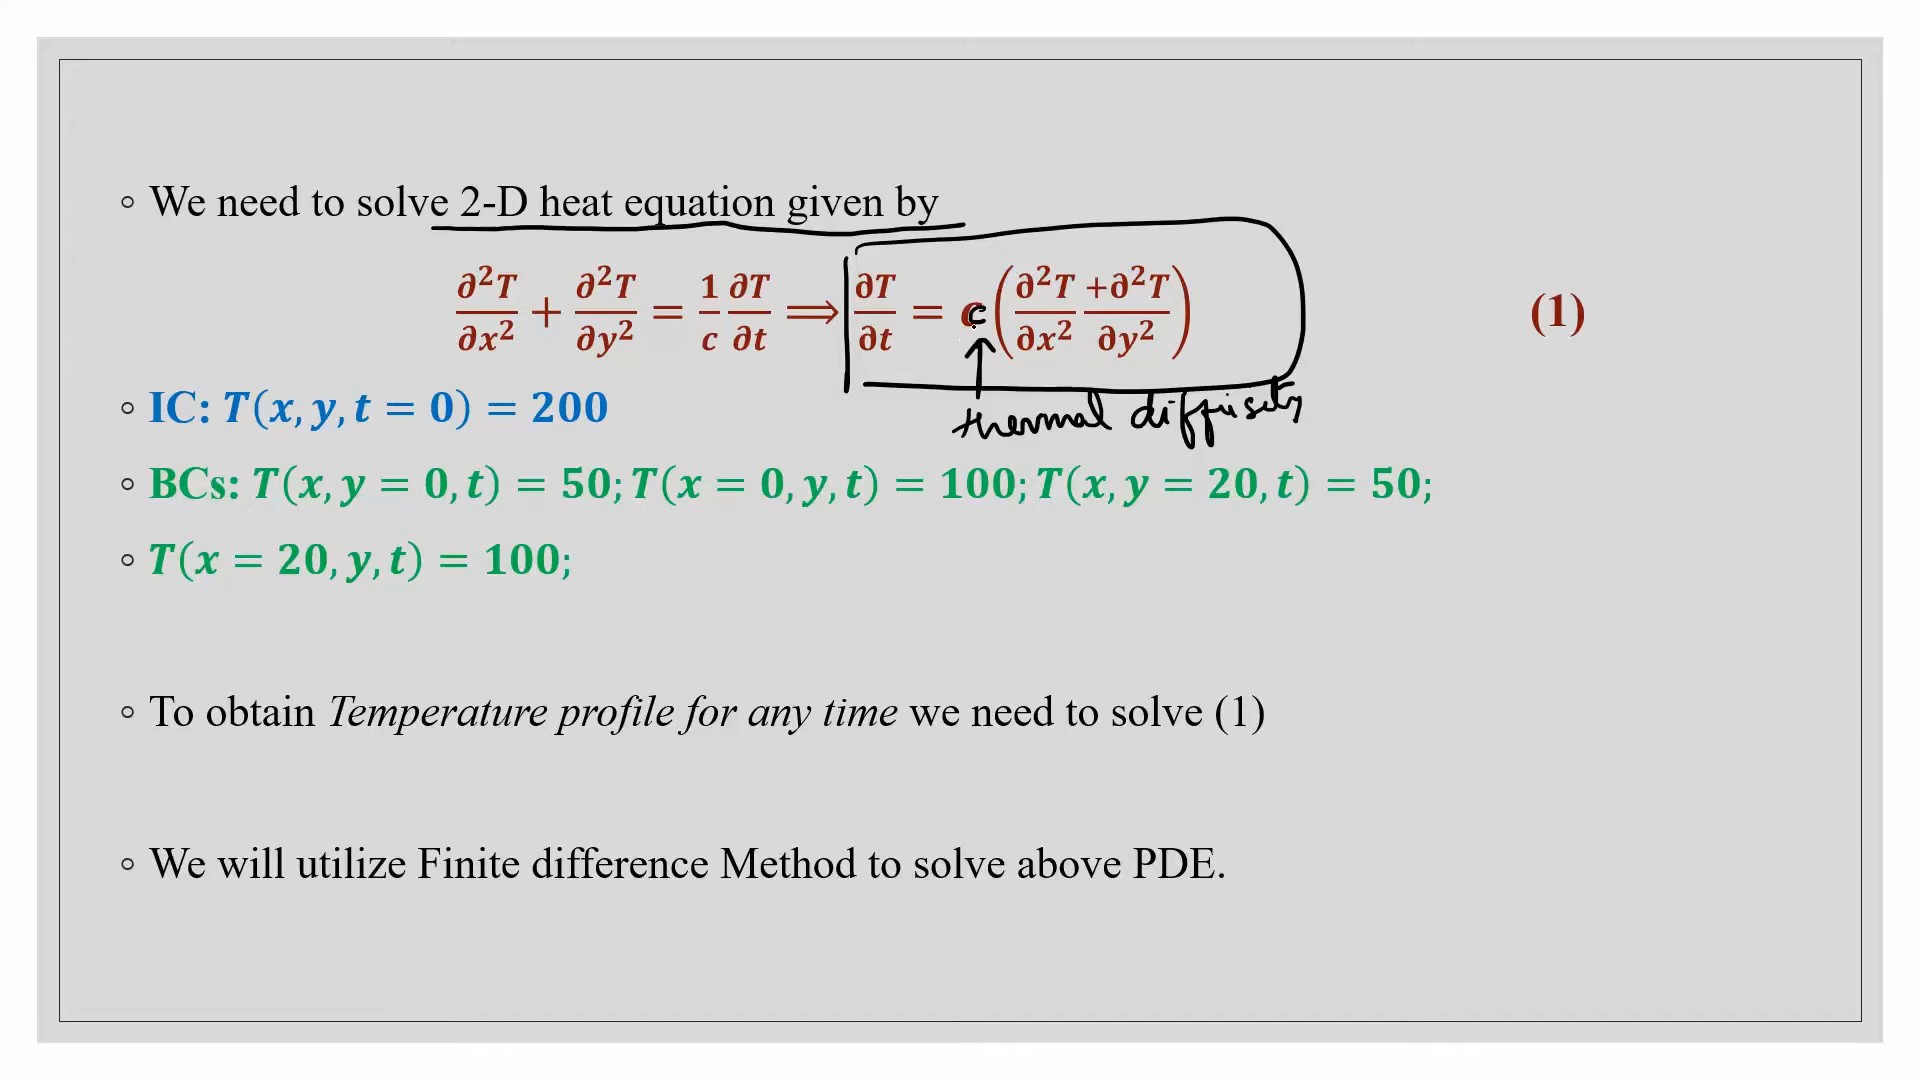 ◦ We need to solve 2-D heat equation given by
∂²T/∂x² + ∂²T/∂y² = 1/c ∂T/∂t ⟹ ∂T/∂t = c (∂²T/∂x² +∂²T/∂y²) (1)
◦ IC: T(x, y, t = 0) = 200
thermal diffusity
◦ BCs: T(x, y = 0, t) = 50; T(x = 0, y, t) = 100; T(x, y = 20, t) = 50;
◦ T(x = 20, y, t) = 100;
◦ To obtain Temperature profile for any time we need to solve (1)
◦ We will utilize Finite difference Method to solve above PDE.